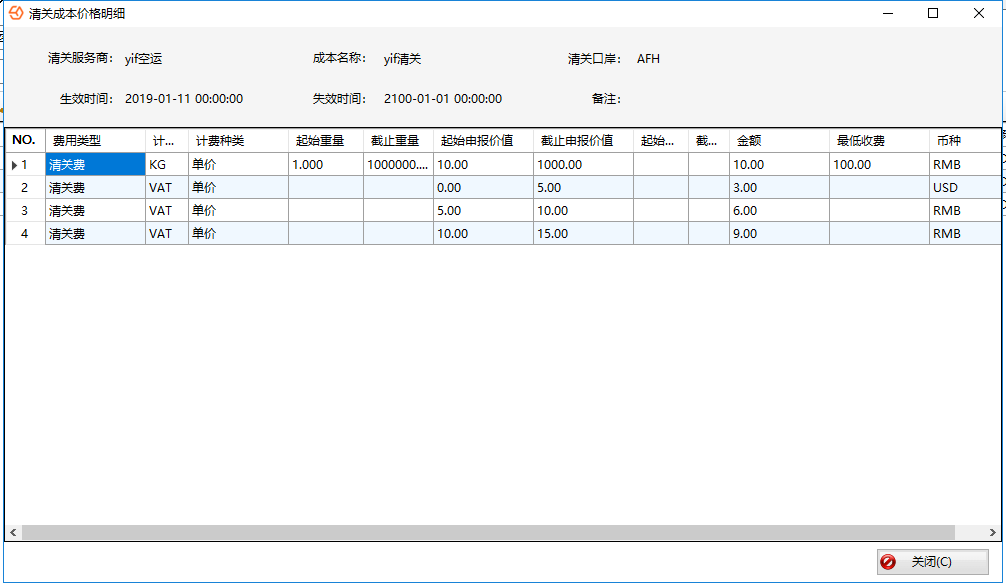 清关成本价格明细
清关服务商： yif空运 成本名称： yif清关 清关口岸： AFH
生效时间： 2019-01-11 00:00:00 失效时间： 2100-01-01 00:00:00 备注：
NO. 费用类型 计... 计费种类 起始重量 截止重量 起始申报价值 截止申报价值 起始... 截... 金额 最低收费 币种
1 清关费 KG 单价 1.000 1000000.... 10.00 1000.00 10.00 100.00 RMB
2 清关费 VAT 单价 0.00 5.00 3.00 USD
3 清关费 VAT 单价 5.00 10.00 6.00 RMB
4 清关费 VAT 单价 10.00 15.00 9.00 RMB
关闭(C)